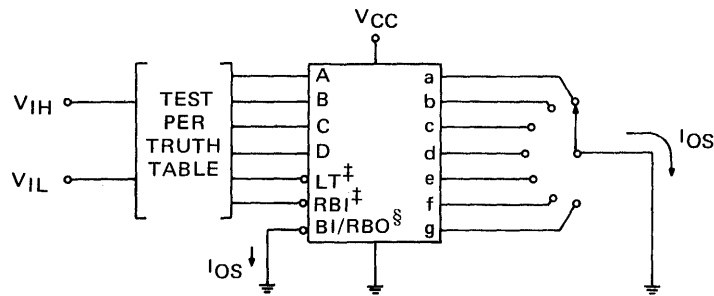 VCC
VIH
VIL
TEST
PER
TRUTH
TABLE
A
B
C
D
LT‡
RBI‡
BI/RBO§
a
b
c
d
e
f
g
IOS
IOS